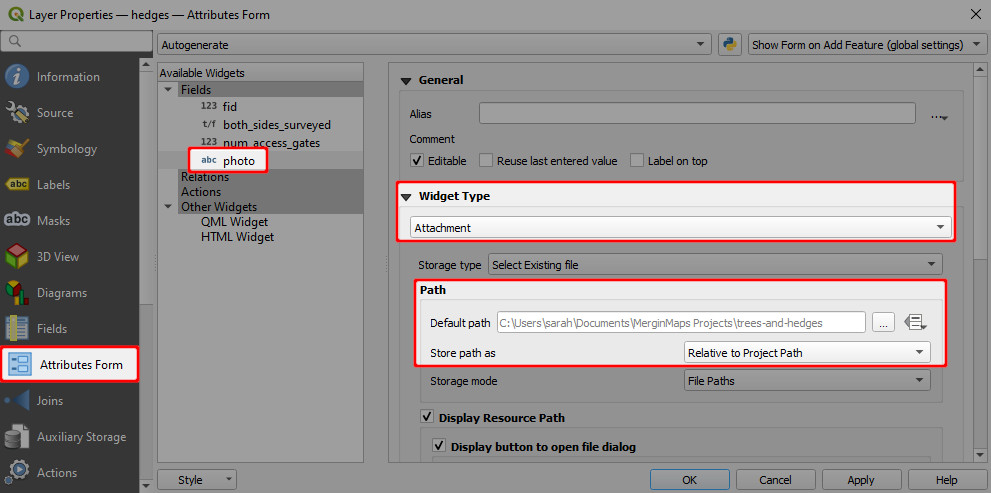 Layer Properties — hedges — Attributes Form
Autogenerate
Show Form on Add Feature (global settings)
Information
Source
Symbology
Labels
Masks
3D View
Diagrams
Fields
Attributes Form
Joins
Auxiliary Storage
Actions
Available Widgets
Fields
123 fid
t/f both_sides_surveyed
123 num_access_gates
abc photo
Relations
Actions
Other Widgets
QML Widget
HTML Widget
General
Alias
...
Comment
Editable
Reuse last entered value
Label on top
Widget Type
Attachment
Storage type
Select Existing file
Path
Default path
C:\Users\sarah\Documents\MerginMaps Projects\trees-and-hedges
...
Store path as
Relative to Project Path
Storage mode
File Paths
Display Resource Path
Display button to open file dialog
Style
OK
Cancel
Apply
Help